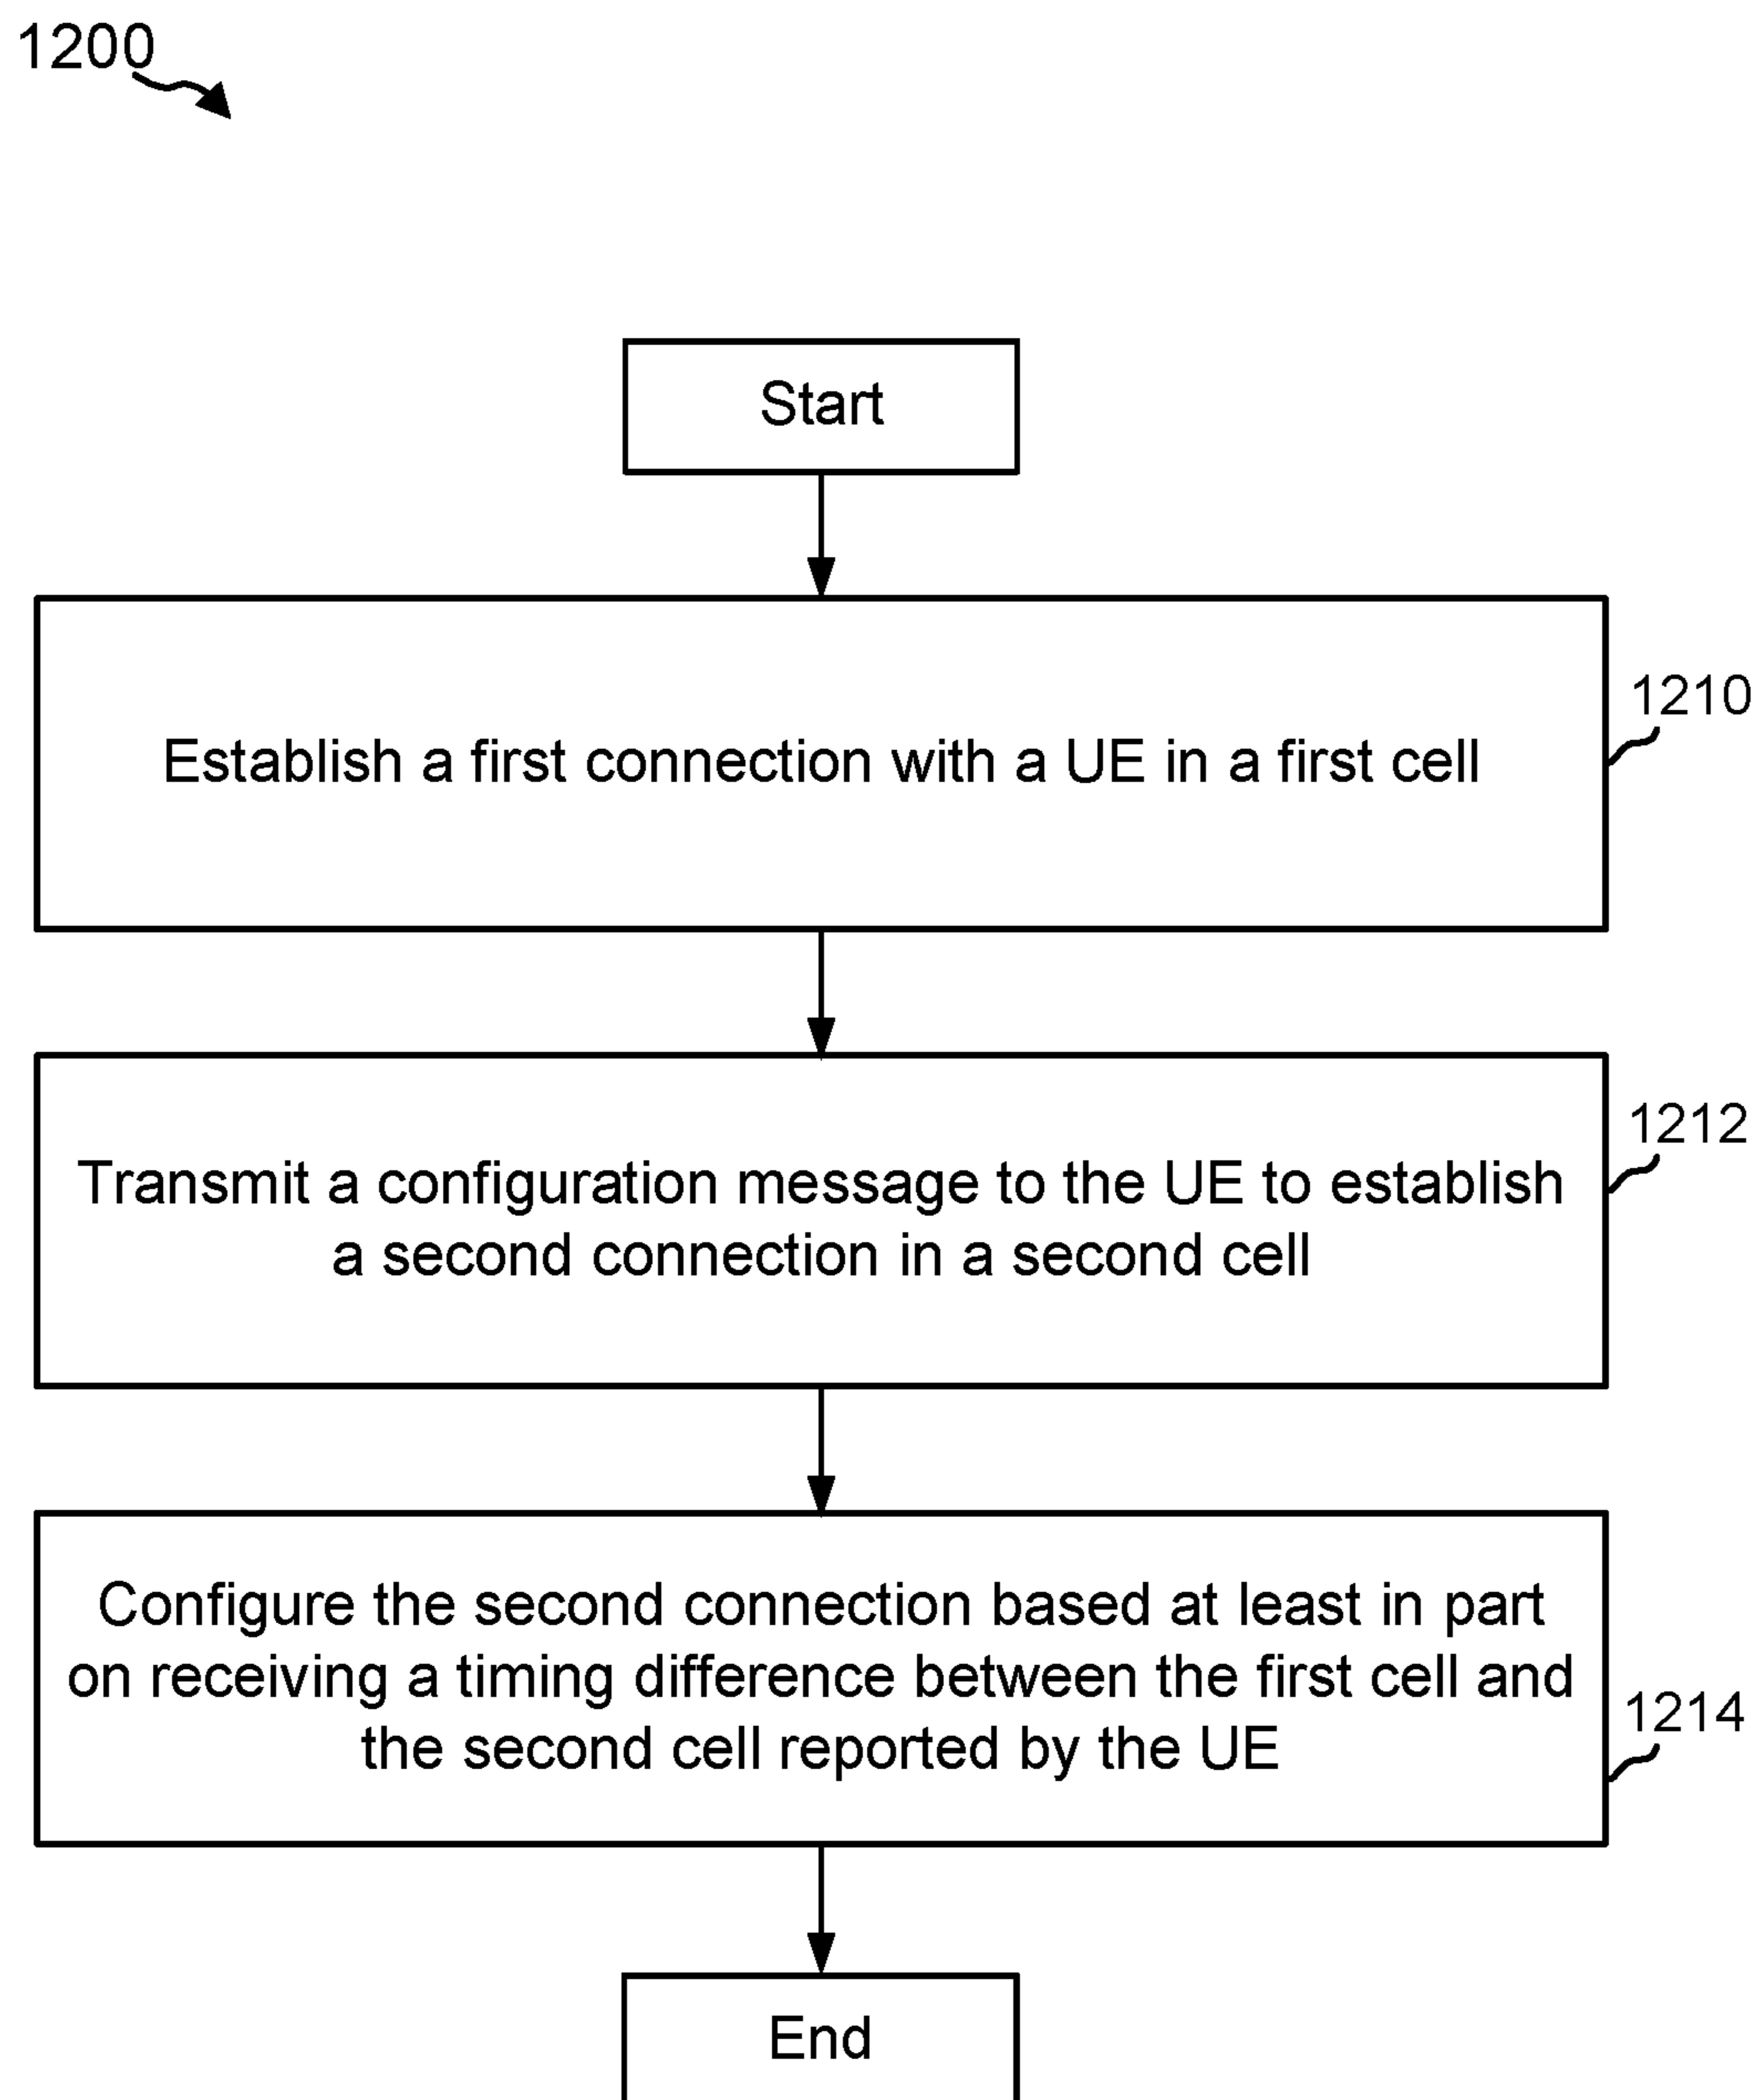 1200
Start
Establish a first connection with a UE in a first cell
1210
Transmit a configuration message to the UE to establish
a second connection in a second cell
1212
Configure the second connection based at least in part
on receiving a timing difference between the first cell and
the second cell reported by the UE
1214
End